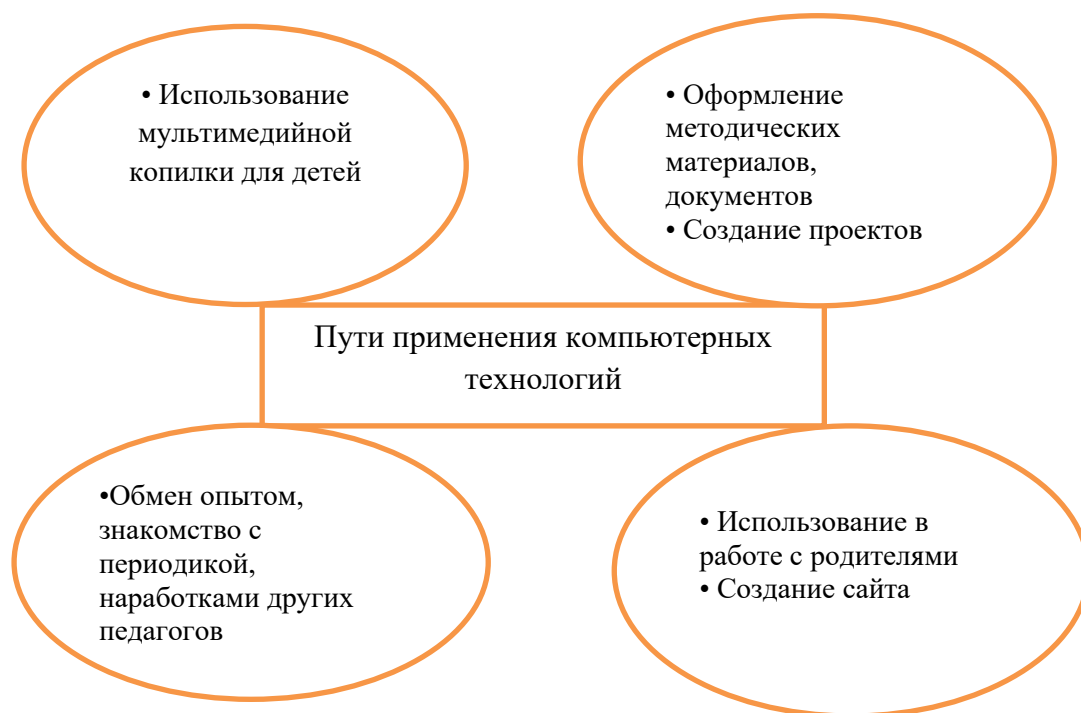 • Использование
мультимедийной
копилки для детей
• Оформление
методических
материалов,
документов
• Создание проектов
Пути применения компьютерных
технологий
•Обмен опытом,
знакомство с
периодикой,
наработками других
педагогов
• Использование в
работе с родителями
• Создание сайта